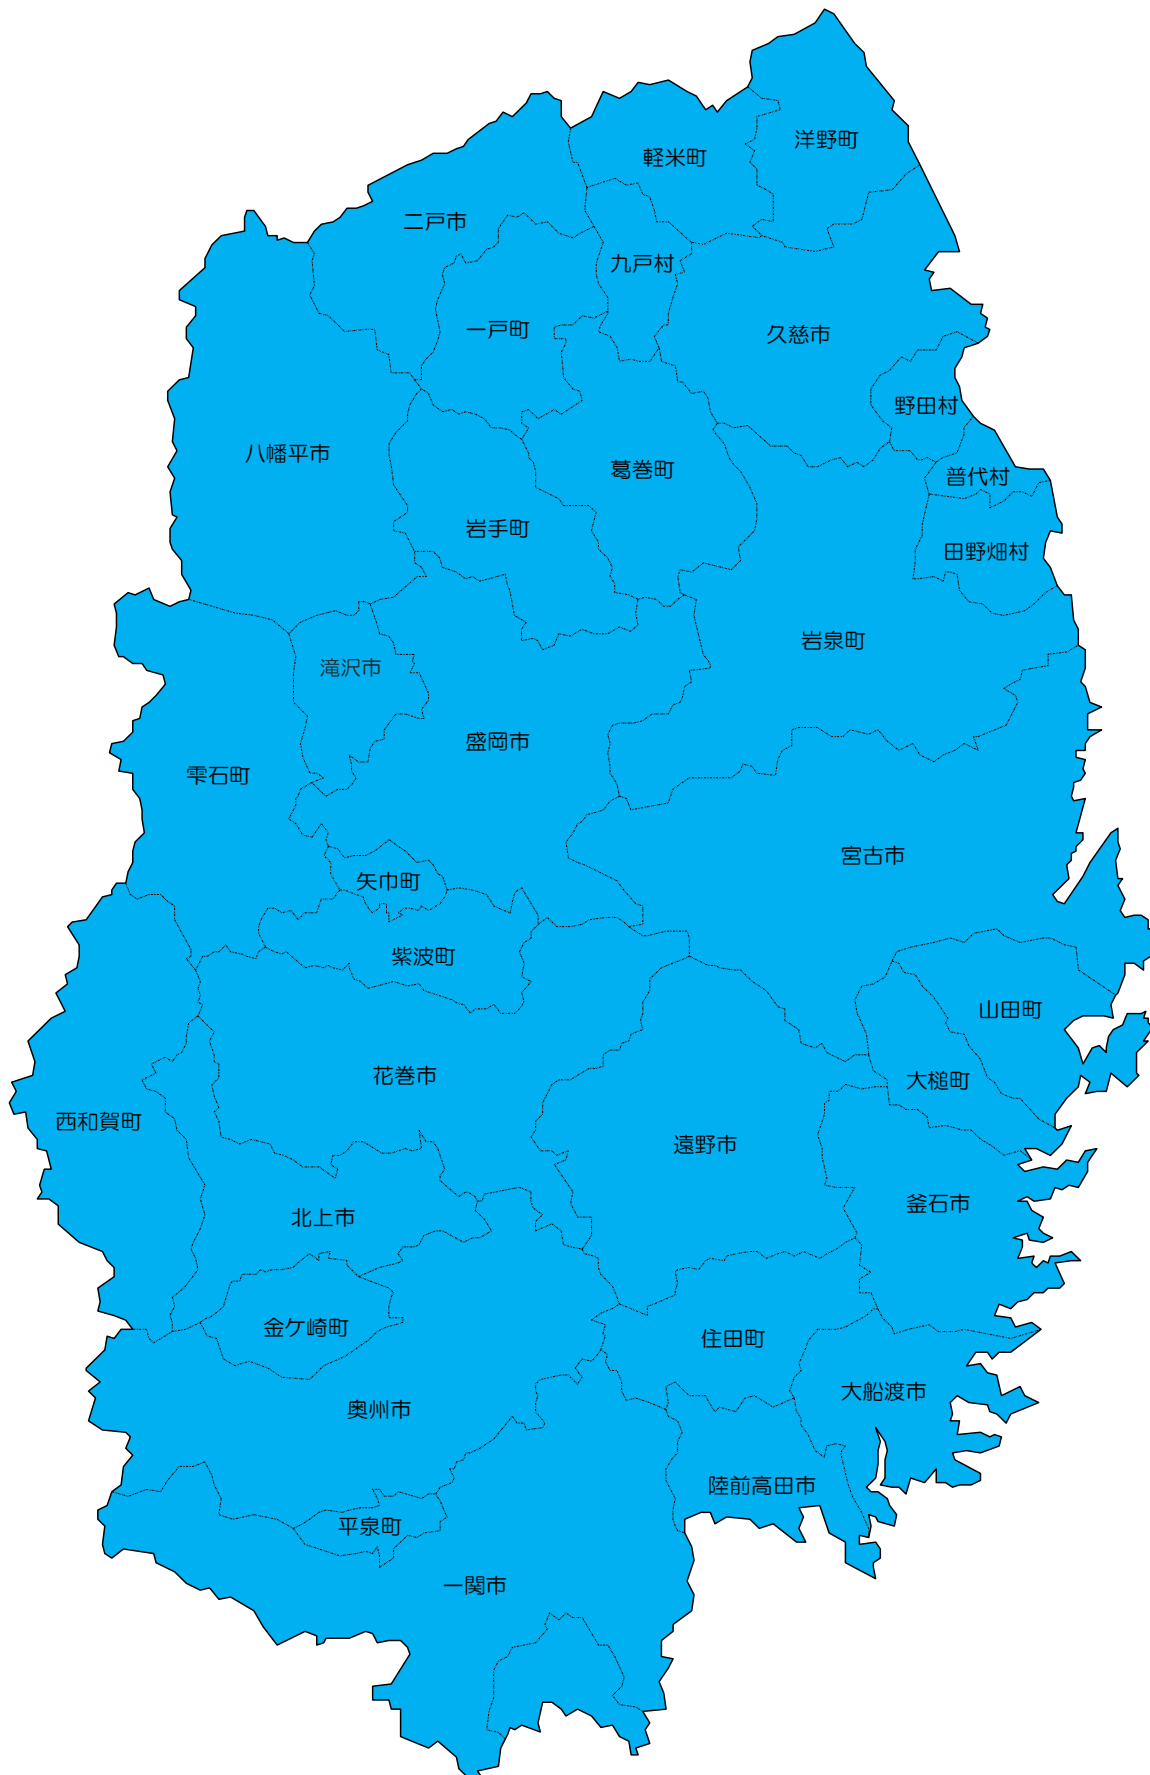 洋野町
軽米町
二戸市
九戸村
一戸町
久慈市
野田村
八幡平市
葛巻町
普代村
岩手町
田野畑村
岩泉町
滝沢市
盛岡市
雫石町
宮古市
矢巾町
紫波町
山田町
花巻市
大槌町
西和賀町
遠野市
釜石市
北上市
金ケ崎町
住田町
大船渡市
奥州市
陸前高田市
平泉町
一関市